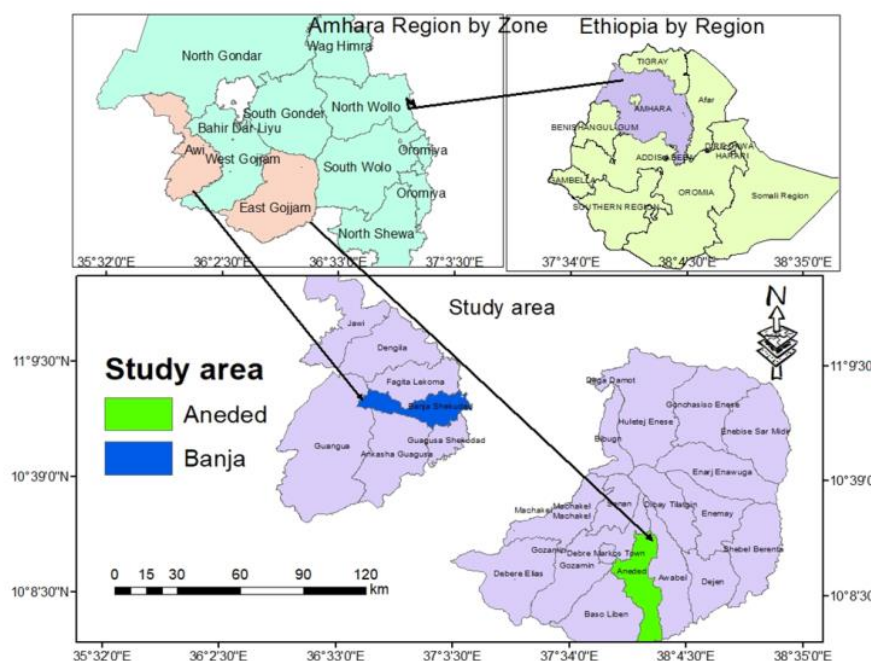 Amhara Region by Zone
Ethiopia by Region
North Gondar
Wag Himra
South Gonder
North Wollo
Bahir Dar Liyu
Awi
West Gojjam
South Wolo
Oromiya
Oromiya
East Gojjam
North Shewa
TIGRAY
Afar
AMHARA
BENISHANGULGUM
ADDIS ABEBA
HARARI
GAMBELLA
OROMIA
SOUTHERN REGION
Somali Region
35°32'0"E 36°2'30"E 36°33'0"E 37°3'30"E 37°34'0"E 38°4'30"E 38°35'0"E
Study area
N
Jawi
Dengila
11°9'30"N
11°9'30"N
Study area
Fagita Lekoma
Aneded
Banja Shekudad
Banja
Guangua
Guagusa Shekudad
Ankasha Guagusa
10°39'0"N
10°39'0"N
Dega Damot
Gonchasiso Enese
Huletej Enese
Enebise Sar Midir
Bibugn
Enarj Enawuga
Machakel
Machakel
Machakel
Senan
Dibay Tilatgin
Enemay
Gozamin
Debre Markos Town
Shebel Berenta
Gozamin
Debere Elias
Aneded
Awabel
Dejen
Baso Liben
0 15 30 60 90 120
km
10°8'30"N
10°8'30"N
35°32'0"E 36°2'30"E 36°33'0"E 37°3'30"E 37°34'0"E 38°4'30"E 38°35'0"E